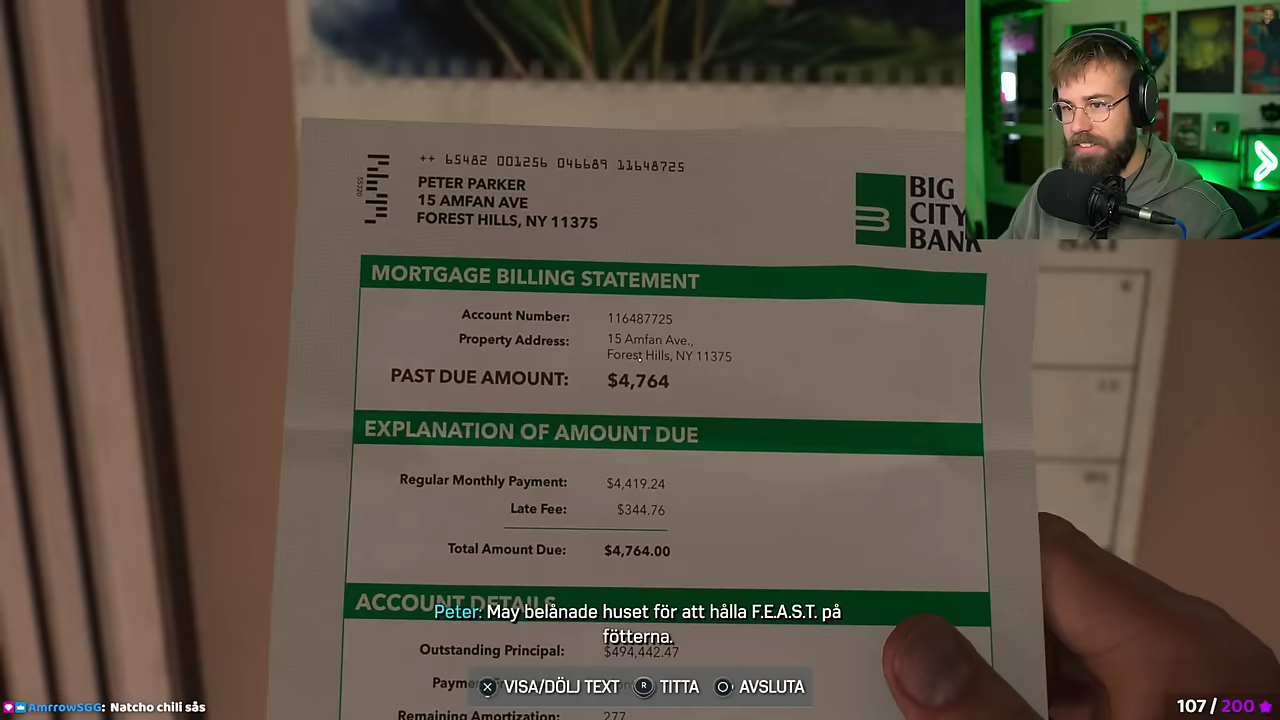 ++ 65482 001256 046689 11648725
PETER PARKER
15 AMFAN AVE
FOREST HILLS, NY 11375
55320
BIG
CITY
BANK
MORTGAGE BILLING STATEMENT
Account Number: 116487725
Property Address: 15 Amfan Ave.,
Forest Hills, NY 11375
PAST DUE AMOUNT: $4,764
EXPLANATION OF AMOUNT DUE
Regular Monthly Payment: $4,419.24
Late Fee: $344.76
Total Amount Due: $4,764.00
ACCOUNT DETAILS
Peter: May belånade huset för att hålla F.E.A.S.T. på
fötterna.
Outstanding Principal: $494,442.47
VISA/DÖLJ TEXT R TITTA AVSLUTA
Remaining Amortization: 277
AmrrowSGG: Natcho chili sås
107 / 200